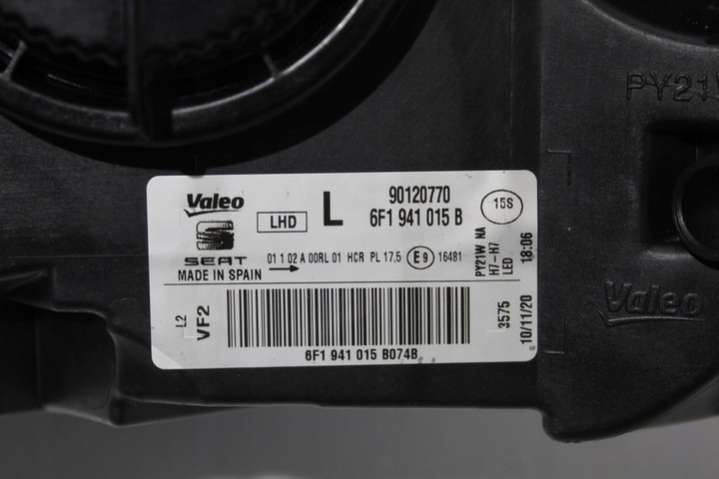 PY21
Valeo
LHD
L
90120770
6F1 941 015 B
15S
SEAT
MADE IN SPAIN
01 1 02 A 00RL 01 HCR PL 17.5
E9
16481
PY21W NA
H7-H7
LED
18:06
L2
VF2
3575
10/11/20
6F1 941 015 B074B
Valeo